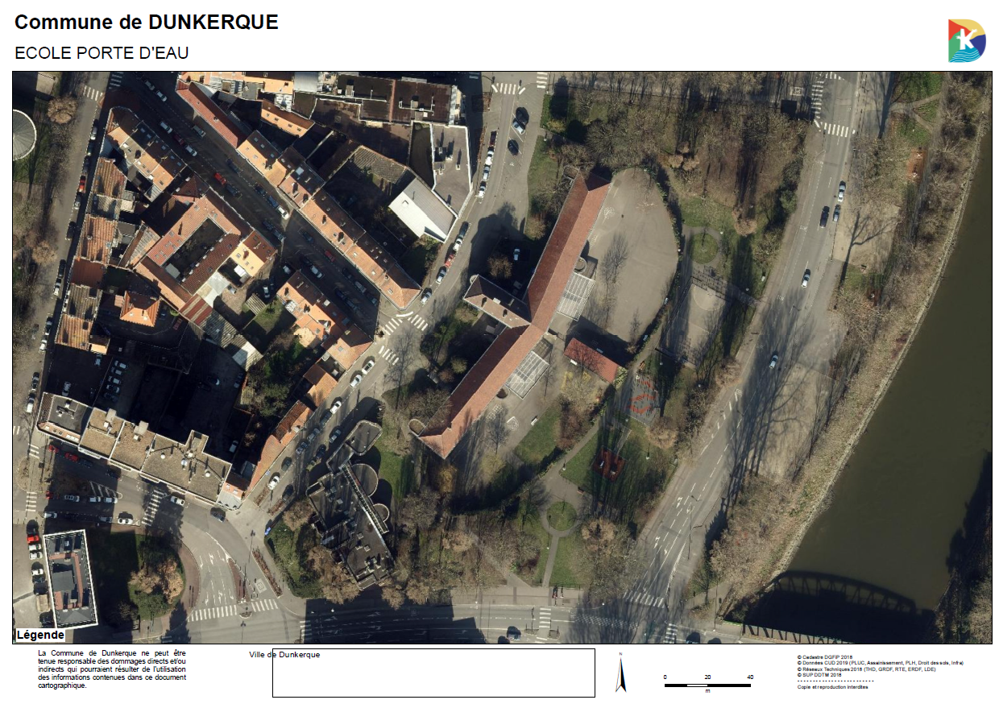 Commune de DUNKERQUE
ECOLE PORTE D'EAU
K
Légende
La Commune de Dunkerque ne peut être
tenue responsable des dommages directs et/ou
indirects qui pourraient résulter de l'utilisation
des informations contenues dans ce document
cartographique.
Ville de Dunkerque
N
0 20 40
m
© Cadastre DGFiP 2018
© Données CUD 2019 (PLUC, Assainissement, PLH, Droit des sols, Infra)
© Réseaux Techniques 2018 (THD, GRDF, RTE, ERDF, LDE)
© SUP DDTM 2018
- - - - - - - - - - - - - - - - - - - - - - - - -
Copie et reproduction interdites